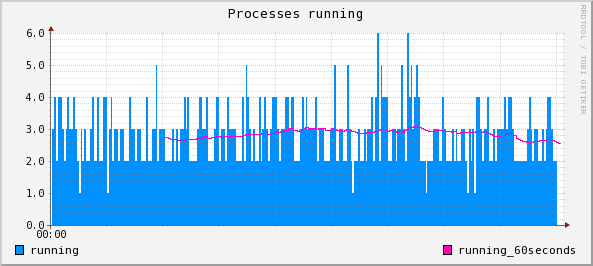 Processes running
RRDTOOL / TOBI OETIKER
6.0
5.0
4.0
3.0
2.0
1.0
0.0
00:00
running
running_60seconds